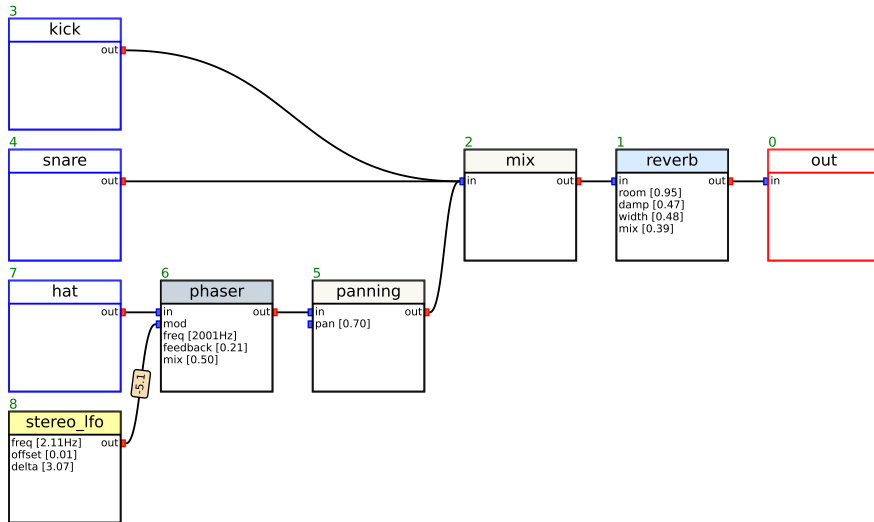 3
kick
out
4
snare
out
2
mix
in
out
1
reverb
in
out
room [0.95]
damp [0.47]
width [0.48]
mix [0.39]
0
out
in
7
hat
out
6
phaser
in
out
mod
freq [2001Hz]
feedback [0.21]
mix [0.50]
5
panning
in
out
pan [0.70]
-5.1
8
stereo_lfo
freq [2.11Hz]
out
offset [0.01]
delta [3.07]